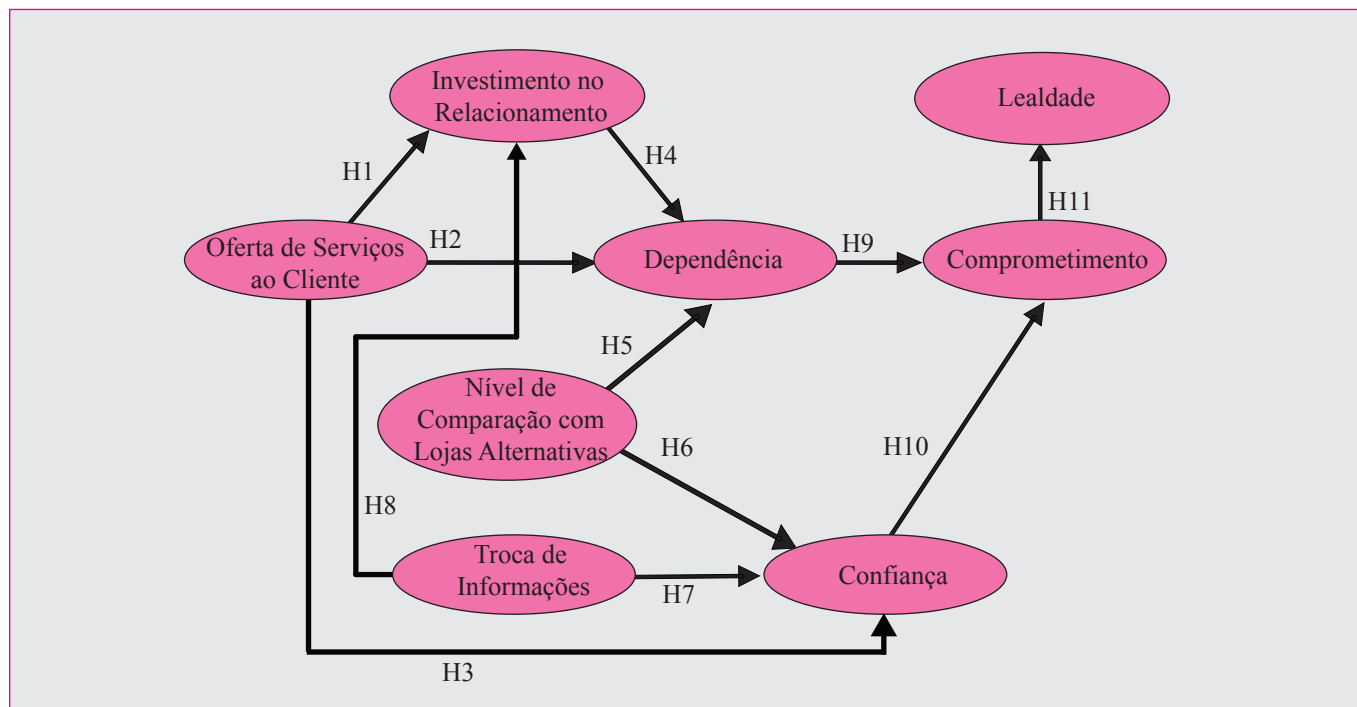 Investimento no
Relacionamento
Lealdade
H1
H4
Oferta de Serviços
ao Cliente
H2
Dependência
H9
Comprometimento
H11
H5
Nível de
Comparação com
Lojas Alternativas
H6
H10
H8
Troca de
Informações
H7
Confiança
H3